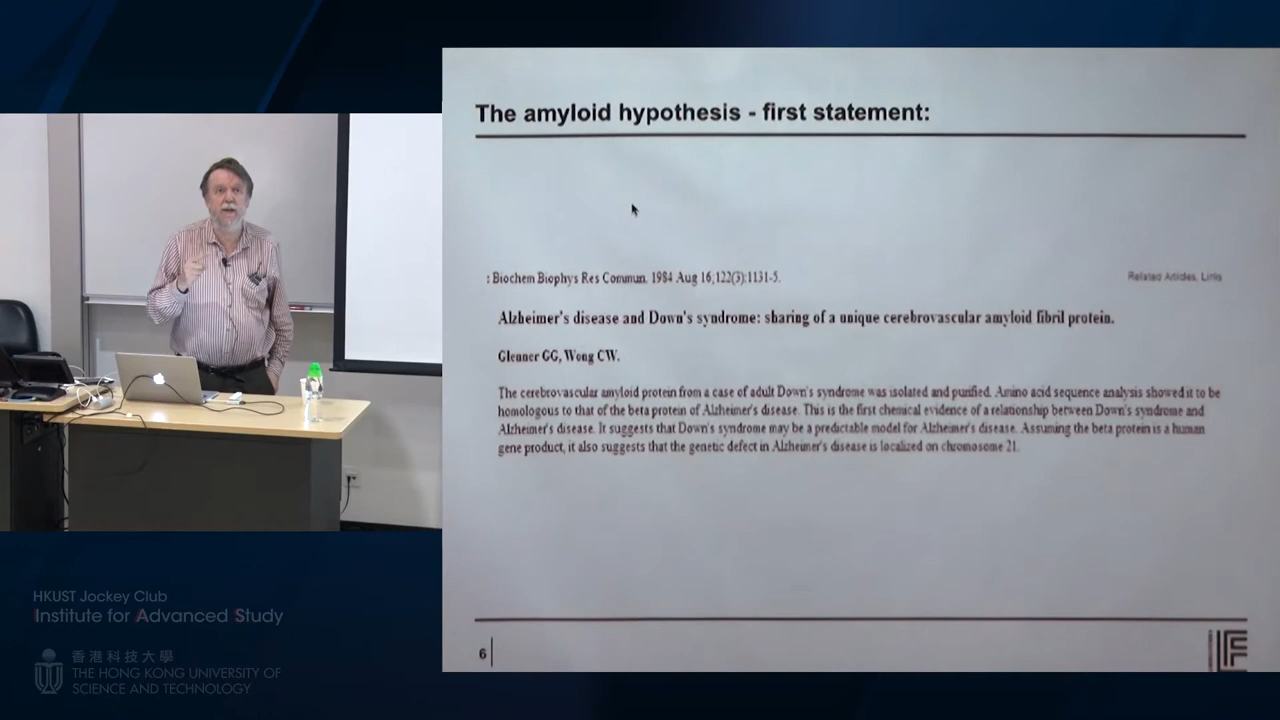 The amyloid hypothesis - first statement:
: Biochem Biophys Res Commun. 1984 Aug 16;122(3):1131-5.
Related Articles, Links
Alzheimer's disease and Down's syndrome: sharing of a unique cerebrovascular amyloid fibril protein.
Glenner GG, Wong CW.
The cerebrovascular amyloid protein from a case of adult Down's syndrome was isolated and purified. Amino acid sequence analysis showed it to be
homologous to that of the beta protein of Alzheimer's disease. This is the first chemical evidence of a relationship between Down's syndrome and
Alzheimer's disease. It suggests that Down's syndrome may be a predictable model for Alzheimer's disease. Assuming the beta protein is a human
gene product, it also suggests that the genetic defect in Alzheimer's disease is localized on chromosome 21.
6
HKUST Jockey Club
Institute for Advanced Study
香港科技大學
THE HONG KONG UNIVERSITY OF
SCIENCE AND TECHNOLOGY